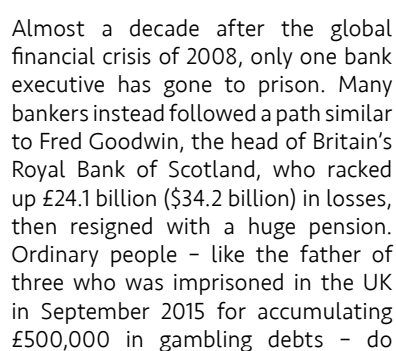 Almost a decade after the global
financial crisis of 2008, only one bank
executive has gone to prison. Many
bankers instead followed a path similar
to Fred Goodwin, the head of Britain's
Royal Bank of Scotland, who racked
up £24.1 billion ($34.2 billion) in losses,
then resigned with a huge pension.
Ordinary people – like the father of
three who was imprisoned in the UK
in September 2015 for accumulating
£500,000 in gambling debts – do